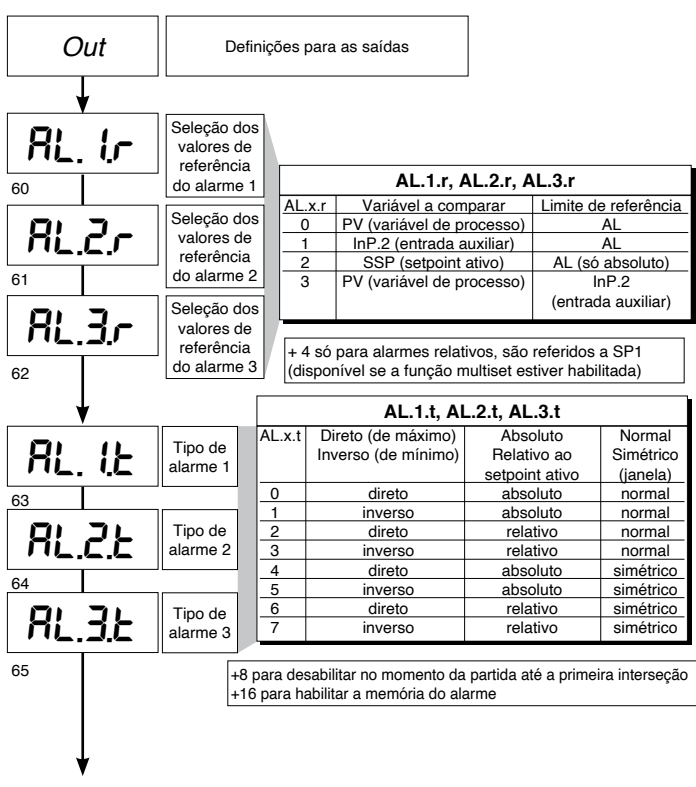 Out
Definições para as saídas
AL. 1.r
60
Seleção dos
valores de
referência
do alarme 1
AL.2.r
61
Seleção dos
valores de
referência
do alarme 2
AL.3.r
62
Seleção dos
valores de
referência
do alarme 3
AL.1.r, AL.2.r, AL.3.r
AL.x.r Variável a comparar Limite de referência
0 PV (variável de processo) AL
1 InP.2 (entrada auxiliar) AL
2 SSP (setpoint ativo) AL (só absoluto)
3 PV (variável de processo) InP.2
(entrada auxiliar)
+ 4 só para alarmes relativos, são referidos a SP1
(disponível se a função multiset estiver habilitada)
AL. 1.t
63
Tipo de
alarme 1
AL.2.t
64
Tipo de
alarme 2
AL.3.t
65
Tipo de
alarme 3
AL.1.t, AL.2.t, AL.3.t
AL.x.t Direto (de máximo) Absoluto Normal
Inverso (de mínimo) Relativo ao Simétrico
setpoint ativo (janela)
0 direto absoluto normal
1 inverso absoluto normal
2 direto relativo normal
3 inverso relativo normal
4 direto absoluto simétrico
5 inverso absoluto simétrico
6 direto relativo simétrico
7 inverso relativo simétrico
+8 para desabilitar no momento da partida até a primeira interseção
+16 para habilitar a memória do alarme